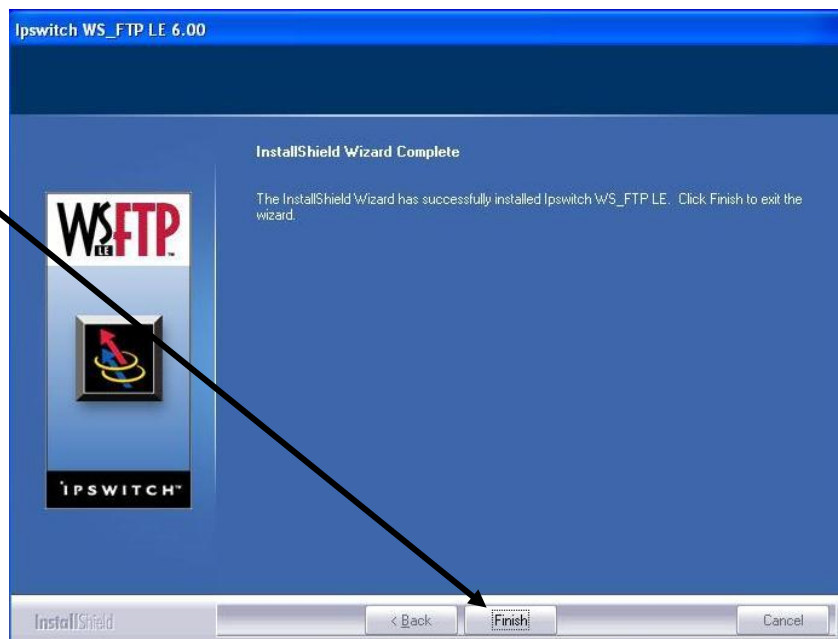 Ipswitch WS_FTP LE 6.00
InstallShield Wizard Complete
The InstallShield Wizard has successfully installed Ipswitch WS_FTP LE. Click Finish to exit the
wizard.
WS FTP
LE
IPSWITCH™
InstallShield
< Back
Finish
Cancel